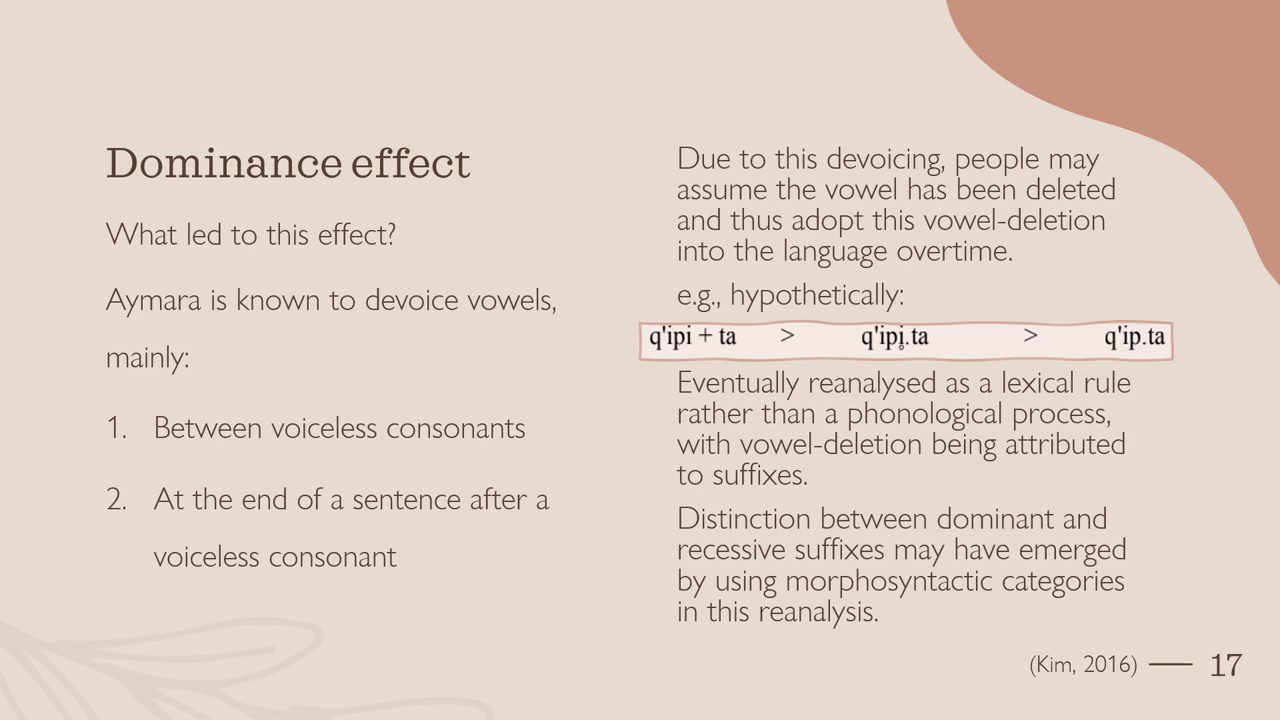 Dominance effect
What led to this effect?
Aymara is known to devoice vowels,
mainly:
1. Between voiceless consonants
2. At the end of a sentence after a
voiceless consonant
Due to this devoicing, people may
assume the vowel has been deleted
and thus adopt this vowel-deletion
into the language overtime.
e.g., hypothetically:
q'ipi + ta > q'ipi̥.ta > q'ip.ta
Eventually reanalysed as a lexical rule
rather than a phonological process,
with vowel-deletion being attributed
to suffixes.
Distinction between dominant and
recessive suffixes may have emerged
by using morphosyntactic categories
in this reanalysis.
(Kim, 2016) — 17